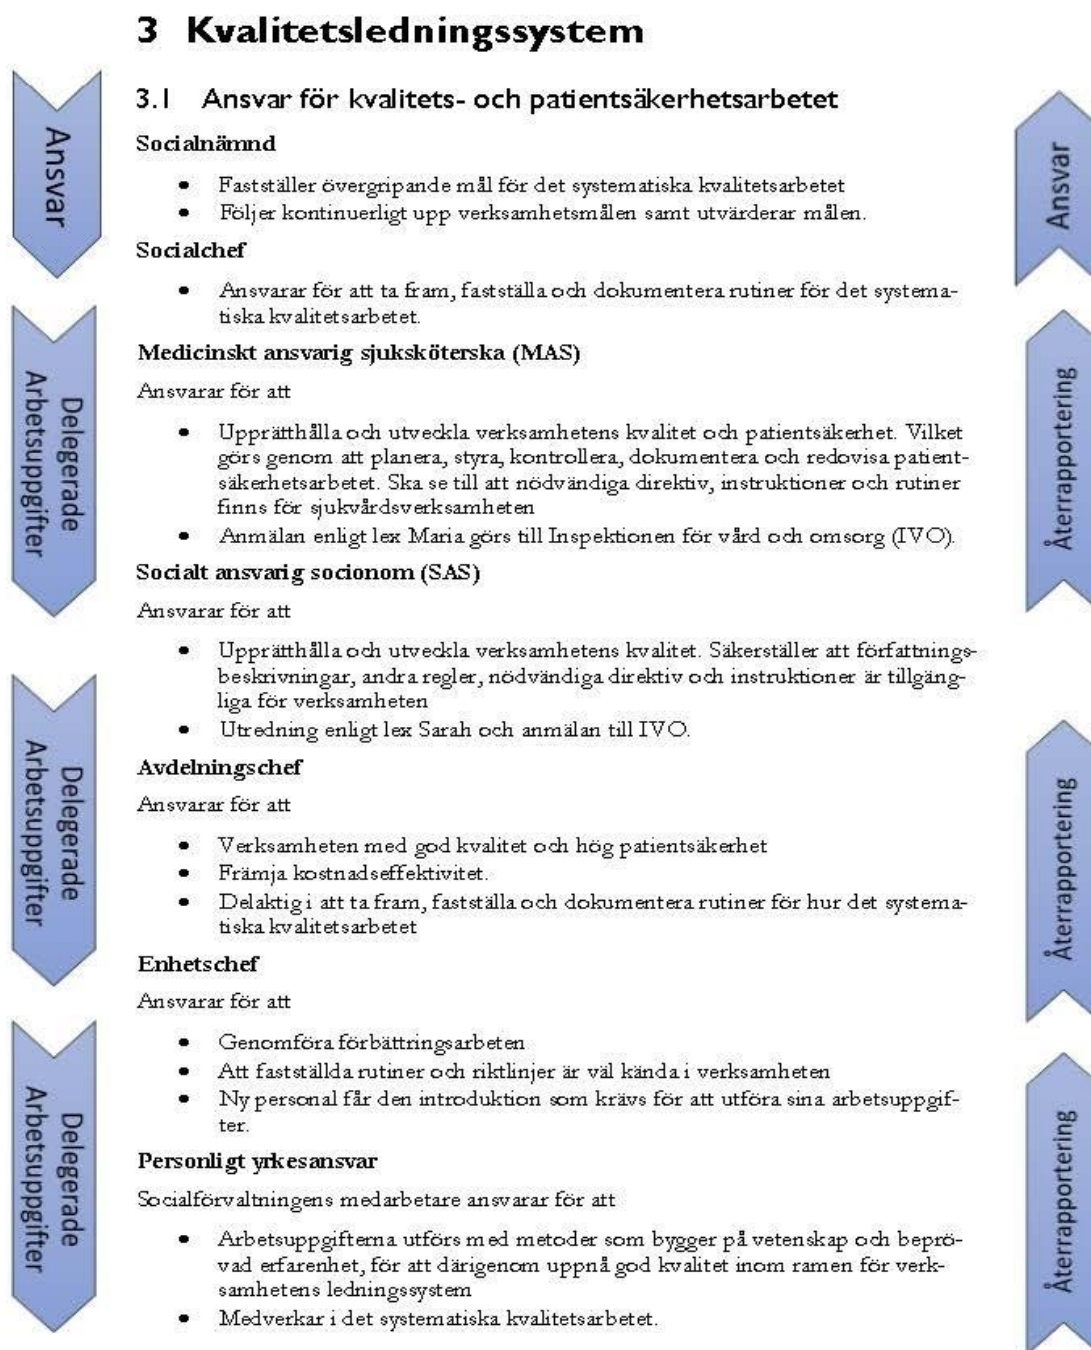 3 Kvalitetsledningssystem
3.1 Ansvar för kvalitets- och patientsäkerhetsarbetet
Socialnämnd
• Fastställer övergripande mål för det systematiska kvalitetsarbetet
• Följer kontinuerligt upp verksamhetsmålen samt utvärderar målen.
Socialchef
• Ansvarar för att ta fram, fastställa och dokumentera rutiner för det systema-
tiska kvalitetsarbetet.
Medicinskt ansvarig sjuksköterska (MAS)
Ansvarar för att
• Upprätthålla och utveckla verksamhetens kvalitet och patientsäkerhet. Vilket
görs genom att planera, styra, kontrollera, dokumentera och redovisa patient-
säkerhetsarbetet. Ska se till att nödvändiga direktiv, instruktioner och rutiner
finns för sjukvårdsverksamheten
• Anmälan enligt lex Maria görs till Inspektionen för vård och omsorg (IVO).
Socialt ansvarig socionom (SAS)
Ansvarar för att
• Upprätthålla och utveckla verksamhetens kvalitet. Säkerställer att författnings-
beskrivningar, andra regler, nödvändiga direktiv och instruktioner är tillgäng-
liga för verksamheten
• Utredning enligt lex Sarah och anmälan till IVO.
Avdelningschef
Ansvarar för att
• Verksamheten med god kvalitet och hög patientsäkerhet
• Främja kostnadseffektivitet.
• Delaktig i att ta fram, fastställa och dokumentera rutiner för hur det systema-
tiska kvalitetsarbetet
Enhetschef
Ansvarar för att
• Genomföra förbättringsarbeten
• Att fastställda rutiner och riktlinjer är väl kända i verksamheten
• Ny personal får den introduktion som krävs för att utföra sina arbetsuppgif-
ter.
Personligt yrkesansvar
Socialförvaltningens medarbetare ansvarar för att
• Arbetsuppgifterna utförs med metoder som bygger på vetenskap och beprö-
vad erfarenhet, för att därigenom uppnå god kvalitet inom ramen för verk-
samhetens ledningssystem
• Medverkar i det systematiska kvalitetsarbetet.
Ansvar
Delegerade
Arbetsuppgifter
Delegerade
Arbetsuppgifter
Delegerade
Arbetsuppgifter
Ansvar
Återrapportering
Återrapportering
Återrapportering